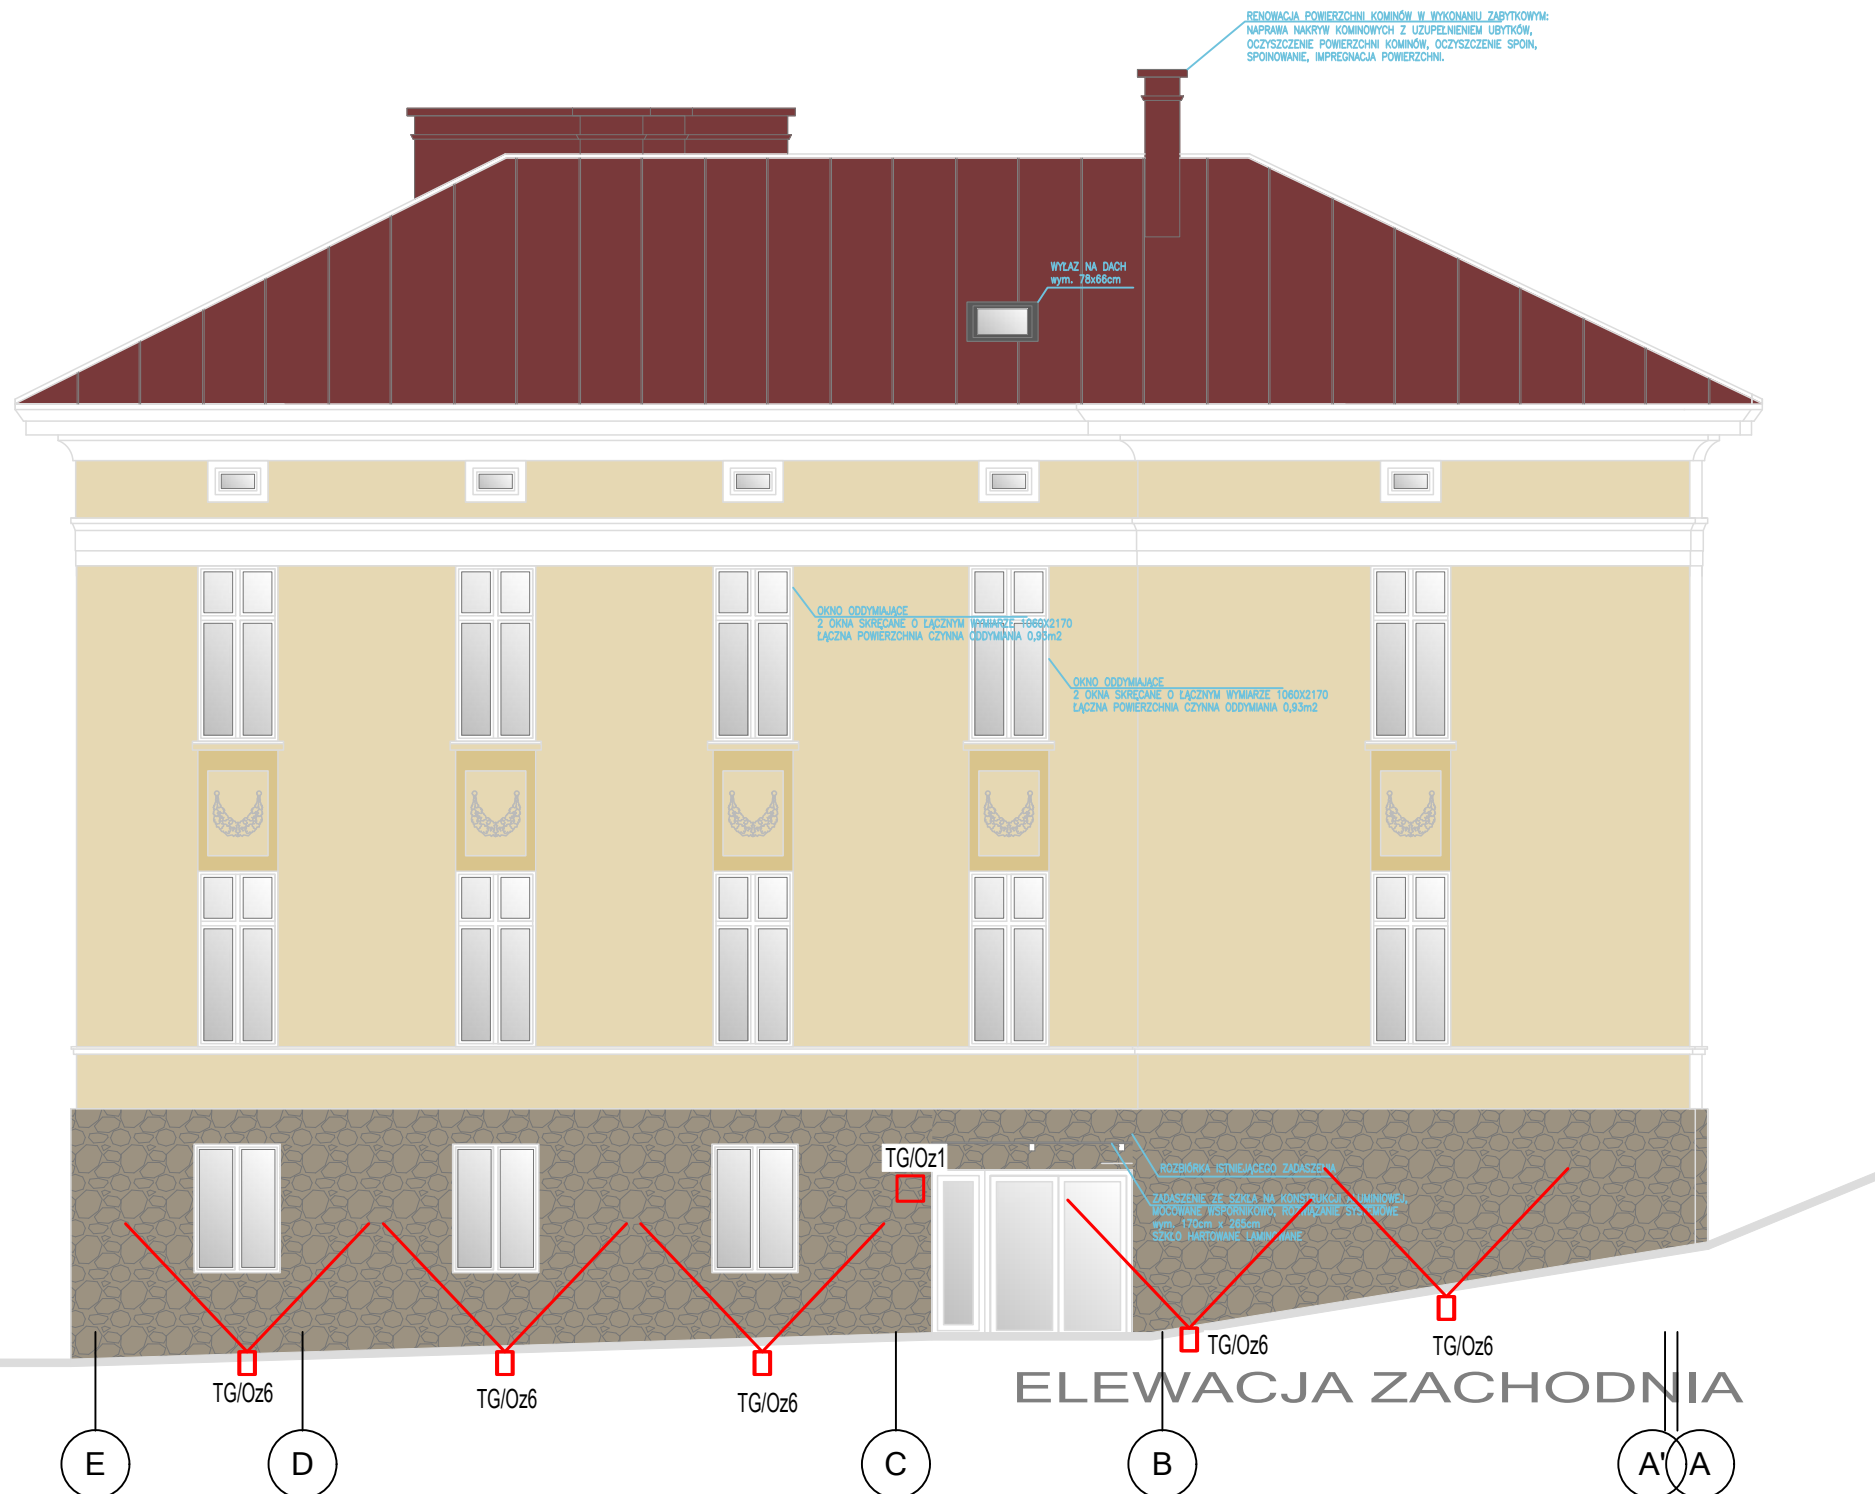 RENOWACJA POWIERZCHNI KOMINÓW W WYKONANIU ZABYTKOWYM:
NAPRAWA NAKRYW KOMINOWYCH Z UZUPEŁNIENIEM UBYTKÓW,
OCZYSZCZENIE POWIERZCHNI KOMINÓW, OCZYSZCZENIE SPOIN,
SPOINOWANIE, IMPREGNACJA POWIERZCHNI.
WYŁAZ NA DACH
wym. 78x66cm
OKNO ODDYMIAJĄCE
2 OKNA SKRĘCANE O ŁĄCZNYM WYMIARZE 1060X2170
ŁĄCZNA POWIERZCHNIA CZYNNA ODDYMIANIA 0,93m2
OKNO ODDYMIAJĄCE
2 OKNA SKRĘCANE O ŁĄCZNYM WYMIARZE 1060X2170
ŁĄCZNA POWIERZCHNIA CZYNNA ODDYMIANIA 0,93m2
TG/Oz1
ROZBIÓRKA ISTNIEJĄCEGO ZADASZENIA
ZADASZENIE ZE SZKŁA NA KONSTRUKCJI ALUMINIOWEJ,
MOCOWANE WSPORNIKOWO, ROZWIĄZANIE SYSTEMOWE
wym. 170cm x 265cm
SZKŁO HARTOWANE LAMINOWANE
TG/Oz6
TG/Oz6
TG/Oz6
TG/Oz6
TG/Oz6
ELEWACJA ZACHODNIA
E
D
C
B
A'
A